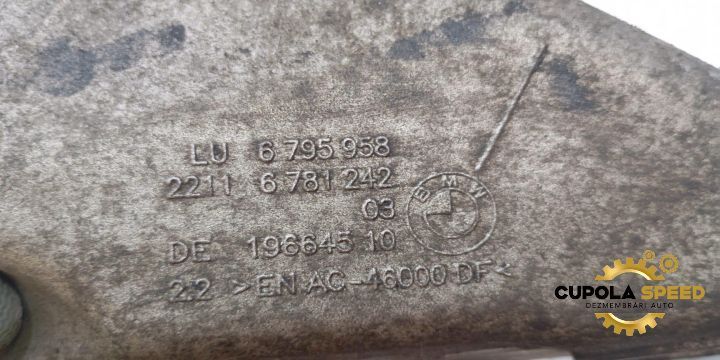 LU 6 795 958
2211 6 781 242
03
BMW
DE 196645 10
22 >EN AC-46000 DF<
CUPOLA SPEED
DEZMEMBRĂRI AUTO